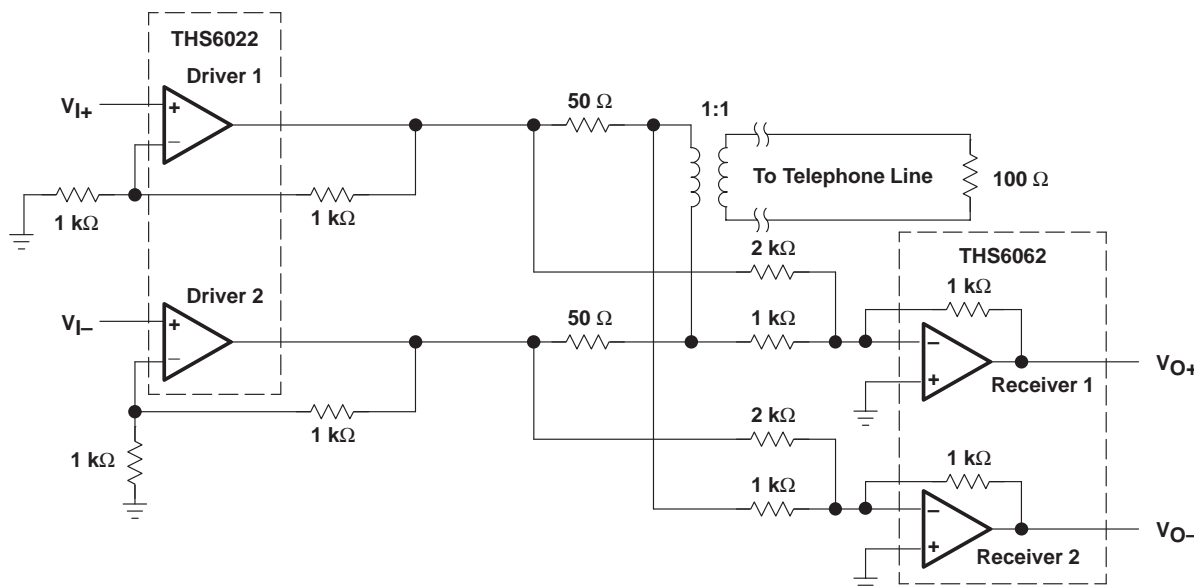 THS6022
Driver 1
VI+
+
−
1 kΩ
1 kΩ
50 Ω
1:1
To Telephone Line
100 Ω
Driver 2
VI−
+
−
1 kΩ
1 kΩ
50 Ω
2 kΩ
1 kΩ
THS6062
1 kΩ
−
+
Receiver 1
VO+
2 kΩ
1 kΩ
1 kΩ
−
+
Receiver 2
VO−